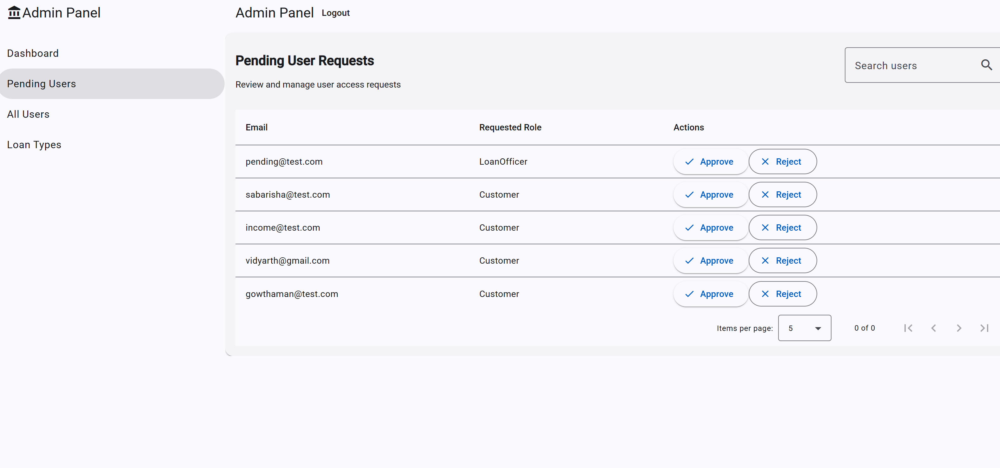 Admin Panel
Admin Panel Logout
Dashboard
Pending Users
All Users
Loan Types
Pending User Requests
Review and manage user access requests
Search users
Email Requested Role Actions
pending@test.com LoanOfficer Approve Reject
sabarisha@test.com Customer Approve Reject
income@test.com Customer Approve Reject
vidyarth@gmail.com Customer Approve Reject
gowthaman@test.com Customer Approve Reject
Items per page: 5 0 of 0